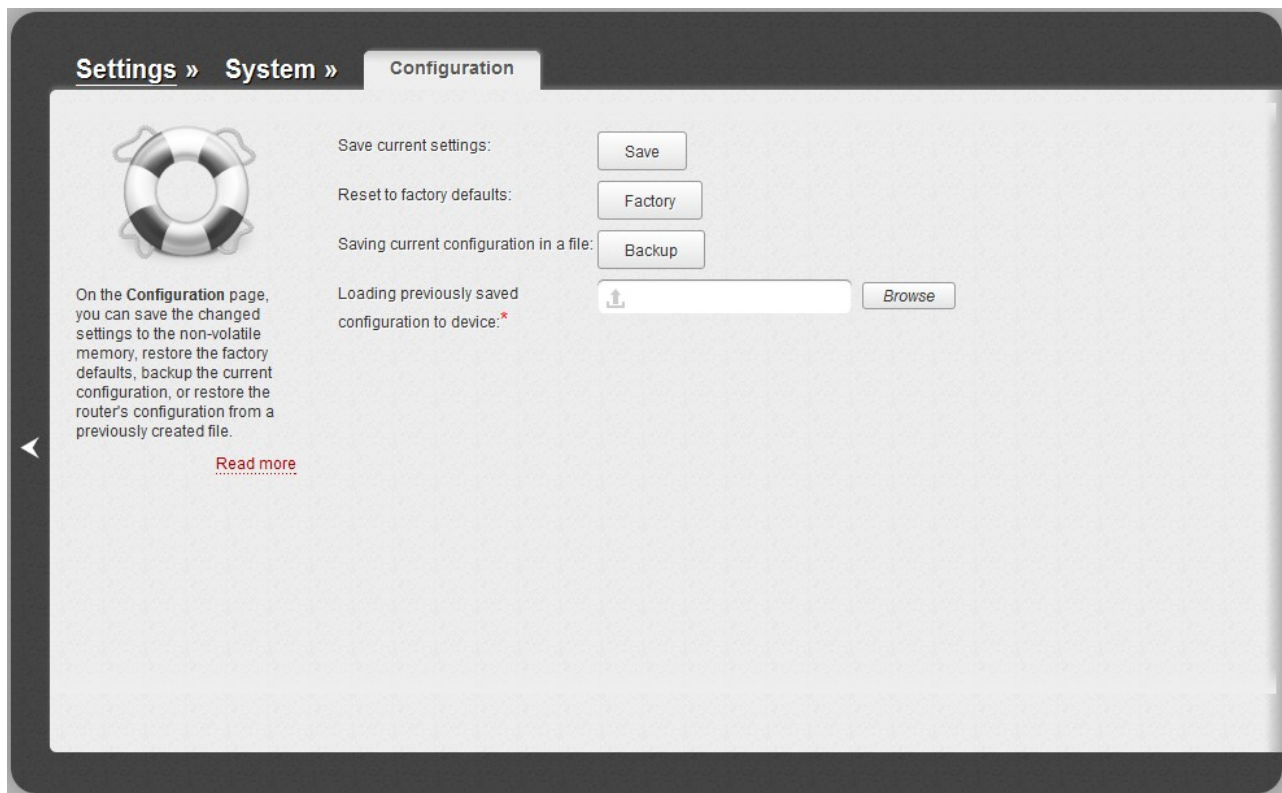 Settings » System » Configuration
Save current settings: Save
Reset to factory defaults: Factory
Saving current configuration in a file: Backup
Loading previously saved
configuration to device:* Browse
On the Configuration page,
you can save the changed
settings to the non-volatile
memory, restore the factory
defaults, backup the current
configuration, or restore the
router's configuration from a
previously created file.
Read more